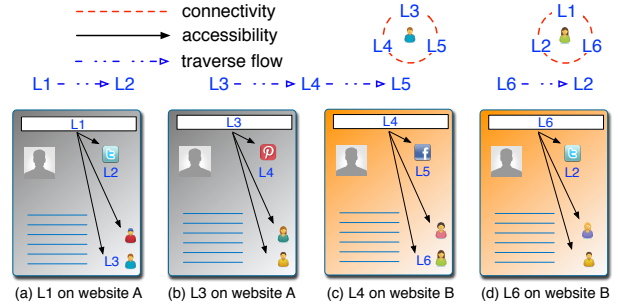 connectivity
accessibility
traverse flow
L3
L4 L5
L1
L2 L6
L1 L2 L3 L4 L5 L6 L2
L1 L3 L4 L6
L2 L4 L5 L2
L3 L6
(a) L1 on website A (b) L3 on website A (c) L4 on website B (d) L6 on website B